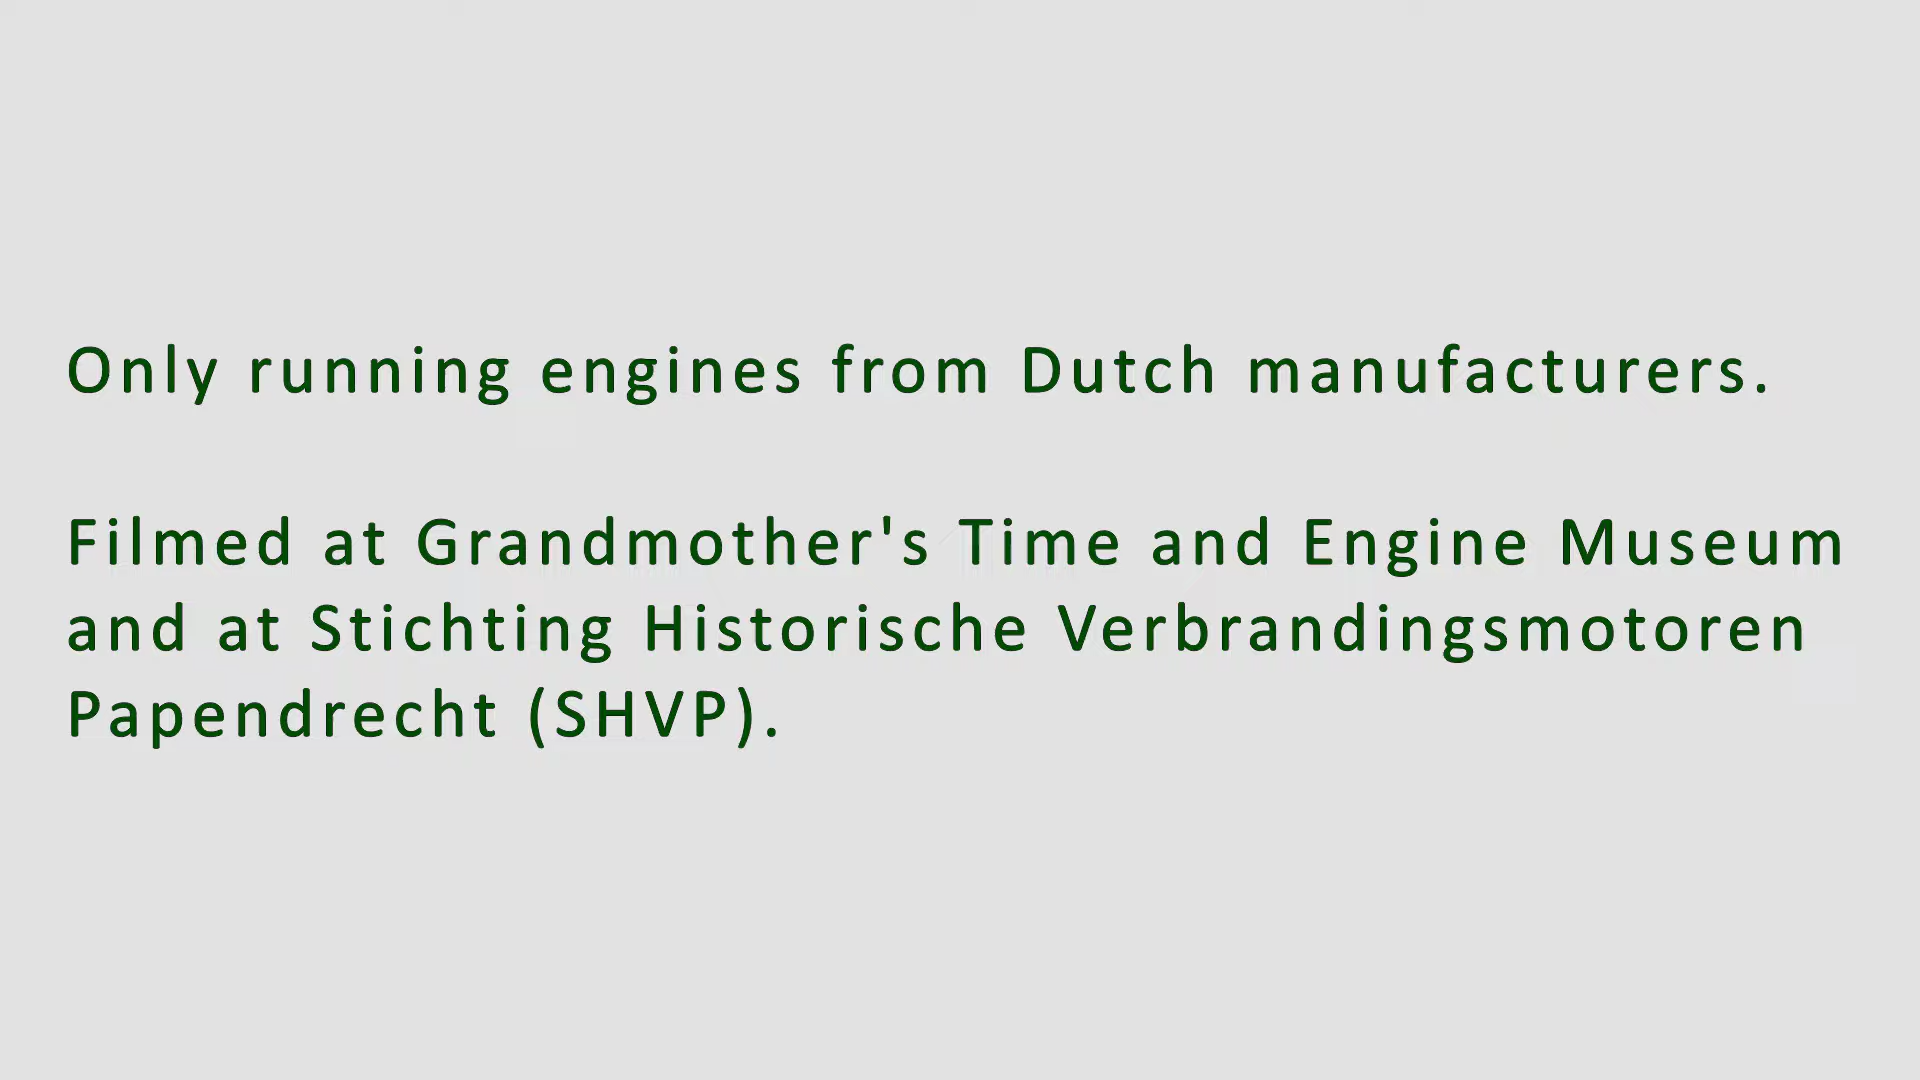 Only running engines from Dutch manufacturers.
Filmed at Grandmother's Time and Engine Museum
and at Stichting Historische Verbrandingsmotoren
Papendrecht (SHVP).